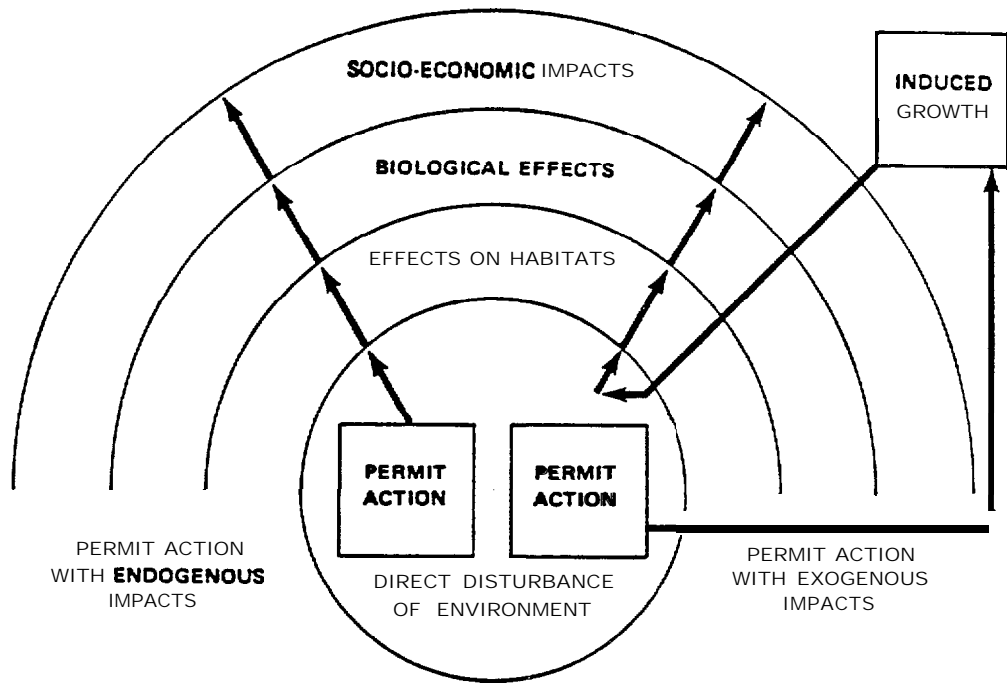 SOCIO-ECONOMIC IMPACTS
INDUCED
GROWTH
BIOLOGICAL EFFECTS
EFFECTS ON HABITATS
PERMIT
ACTION
PERMIT
ACTION
PERMIT ACTION
WITH ENDOGENOUS
IMPACTS
DIRECT DISTURBANCE
OF ENVIRONMENT
PERMIT ACTION
WITH EXOGENOUS
IMPACTS